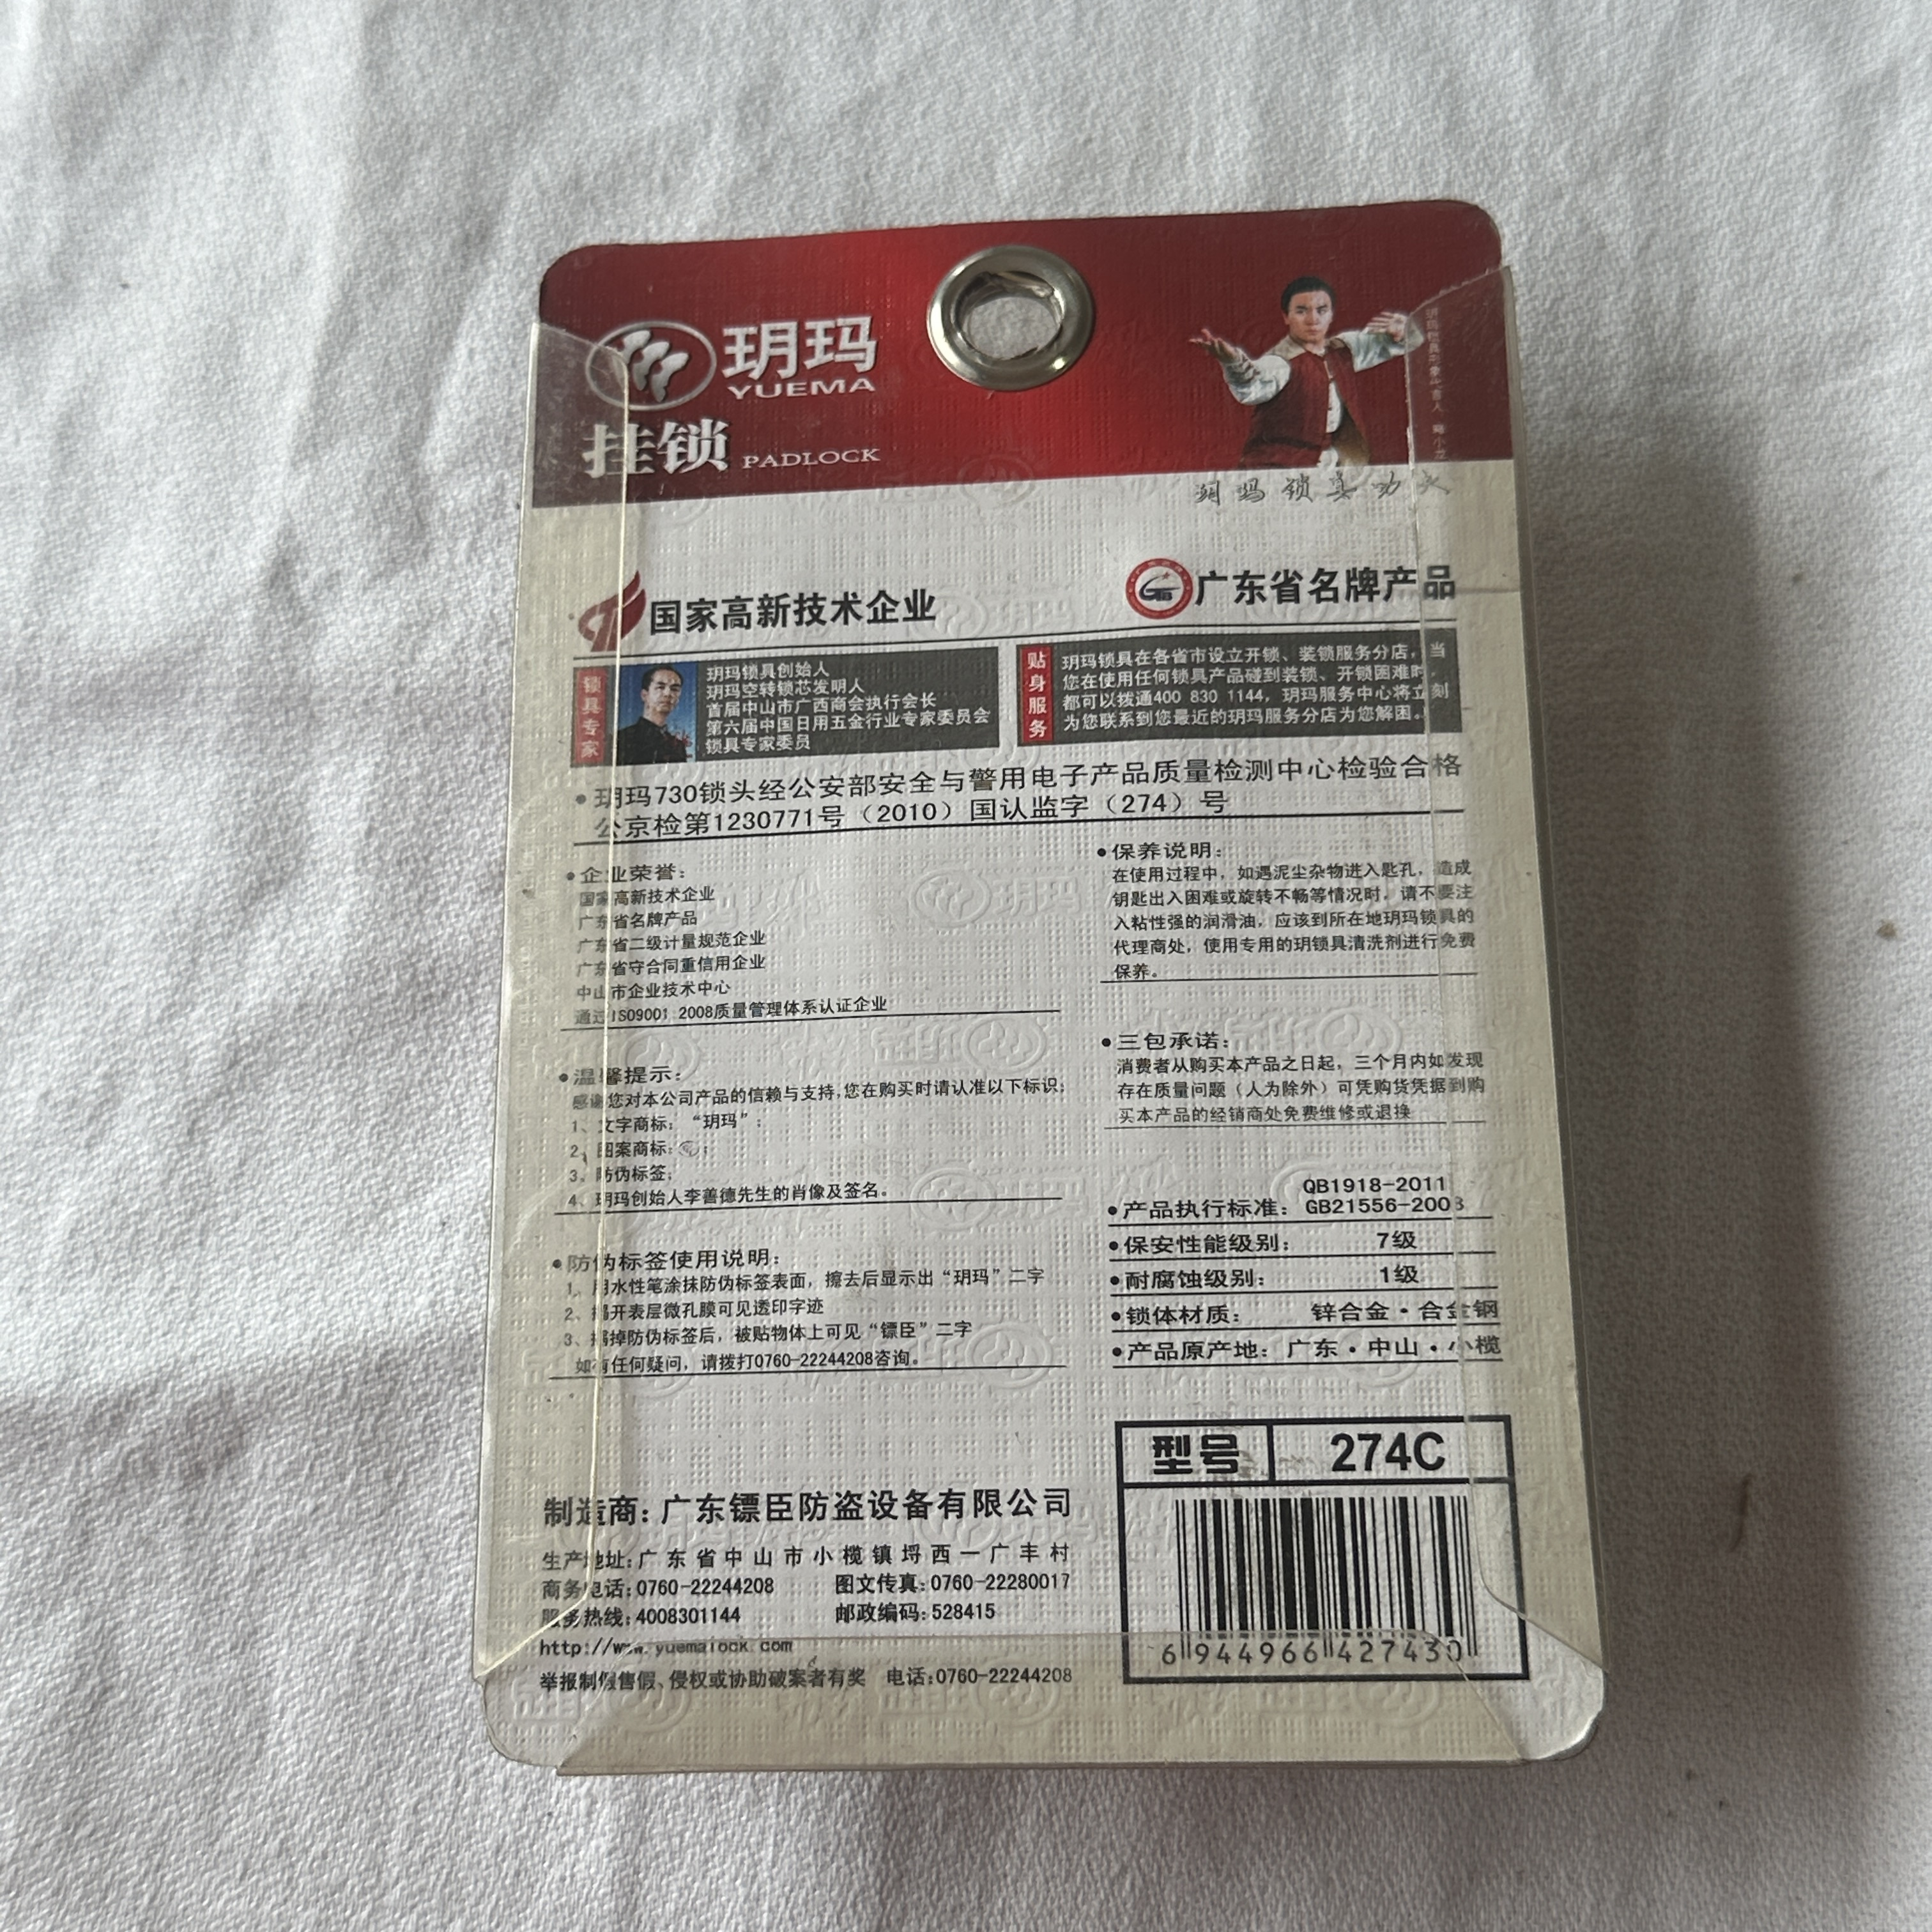 玥玛
YUEMA
挂锁 PADLOCK
玥玛锁真功夫
国家高新技术企业
广东省名牌产品
锁具专家
玥玛锁具创始人
玥玛空转锁芯发明人
首届中山市广西商会执行会长
第六届中国日用五金行业专家委员会
锁具专家委员
贴身服务
玥玛锁具在各省市设立开锁、装锁服务分店，当
您在使用任何锁具产品碰到装锁、开锁困难时，
都可以拨通400 830 1144，玥玛服务中心将立刻
为您联系到您最近的玥玛服务分店为您解困。
•玥玛730锁头经公安部安全与警用电子产品质量检测中心检验合格
公京检第1230771号（2010）国认监字（274）号
•企业荣誉：
国家高新技术企业
广东省名牌产品
广东省二级计量规范企业
广东省守合同重信用企业
中山市企业技术中心
通过ISO9001 2008质量管理体系认证企业
•温馨提示：
感谢您对本公司产品的信赖与支持,您在购买时请认准以下标识：
1、文字商标：“玥玛”；
2、图案商标：；
3、防伪标签；
4、玥玛创始人李善德先生的肖像及签名。
•防伪标签使用说明：
1、用水性笔涂抹防伪标签表面，擦去后显示出“玥玛”二字
2、揭开表层微孔膜可见透印字迹
3、揭掉防伪标签后，被贴物体上可见“镖臣”二字
如有任何疑问，请拨打0760-22244208咨询。
•保养说明：
在使用过程中，如遇泥尘杂物进入匙孔，造成
钥匙出入困难或旋转不畅等情况时，请不要注
入粘性强的润滑油，应该到所在地玥玛锁具的
代理商处，使用专用的玥锁具清洗剂进行免费
保养。
•三包承诺：
消费者从购买本产品之日起，三个月内如发现
存在质量问题（人为除外）可凭购货凭据到购
买本产品的经销商处免费维修或退换
QB1918-2011
•产品执行标准：GB21556-2008
•保安性能级别： 7级
•耐腐蚀级别： 1级
•锁体材质： 锌合金·合金钢
•产品原产地：广东·中山·小榄
型号 274C
6 944966 427430
制造商：广东镖臣防盗设备有限公司
生产地址：广东省中山市小榄镇埒西一广丰村
商务电话：0760-22244208 图文传真：0760-22280017
服务热线：4008301144 邮政编码：528415
http://www.yuemalock.com
举报制假售假、侵权或协助破案者有奖 电话：0760-22244208